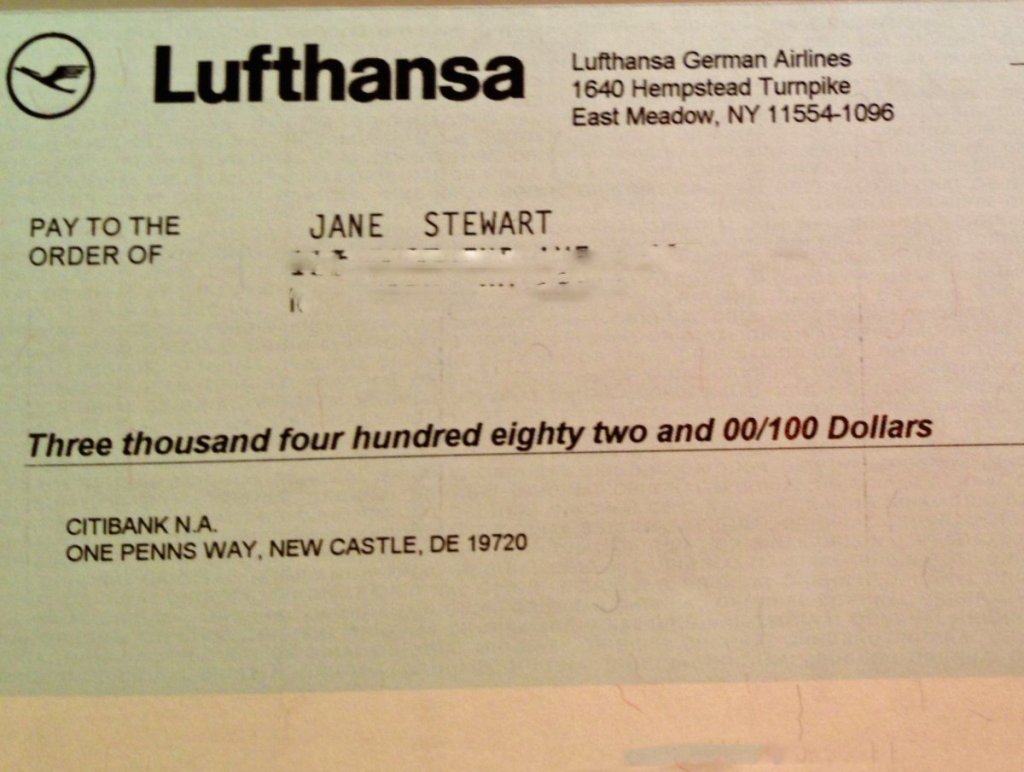 Lufthansa
Lufthansa German Airlines
1640 Hempstead Turnpike
East Meadow, NY 11554-1096
PAY TO THE
ORDER OF
JANE STEWART
Three thousand four hundred eighty two and 00/100 Dollars
CITIBANK N.A.
ONE PENNS WAY, NEW CASTLE, DE 19720